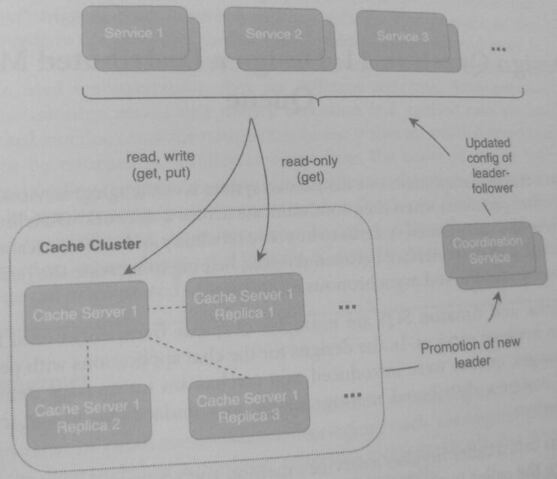 Service 1
Service 2
Service 3
...
read, write
(get, put)
read-only
(get)
Updated
config of
leader-
follower
Cache Cluster
Coordination
Service
Cache Server 1
Cache Server 1
Replica 1
...
Promotion of new
leader
Cache Server 1
Replica 2
Cache Server 1
Replica 3
...